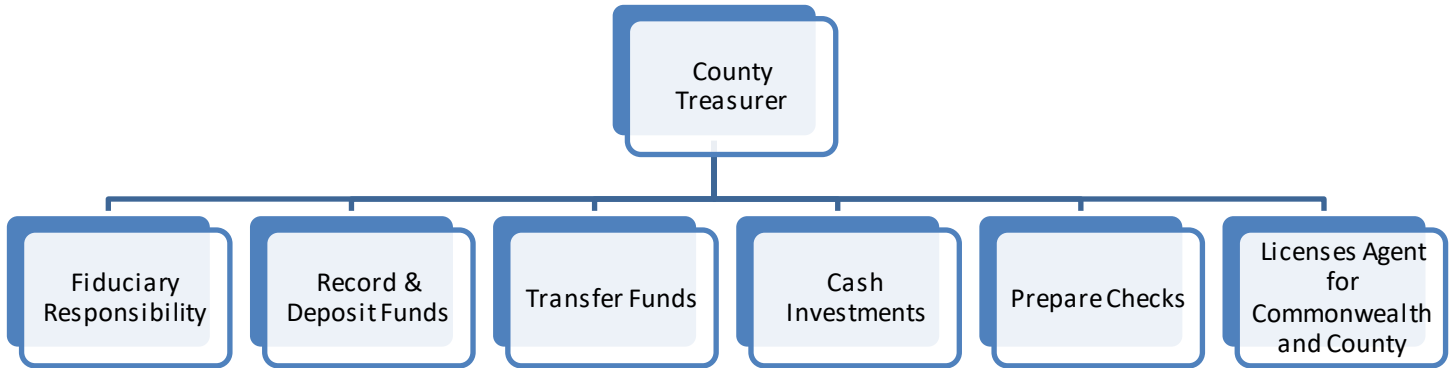 County
Treasurer
Fiduciary
Responsibility
Record &
Deposit Funds
Transfer Funds
Cash
Investments
Prepare Checks
Licenses Agent
for
Commonwealth
and County